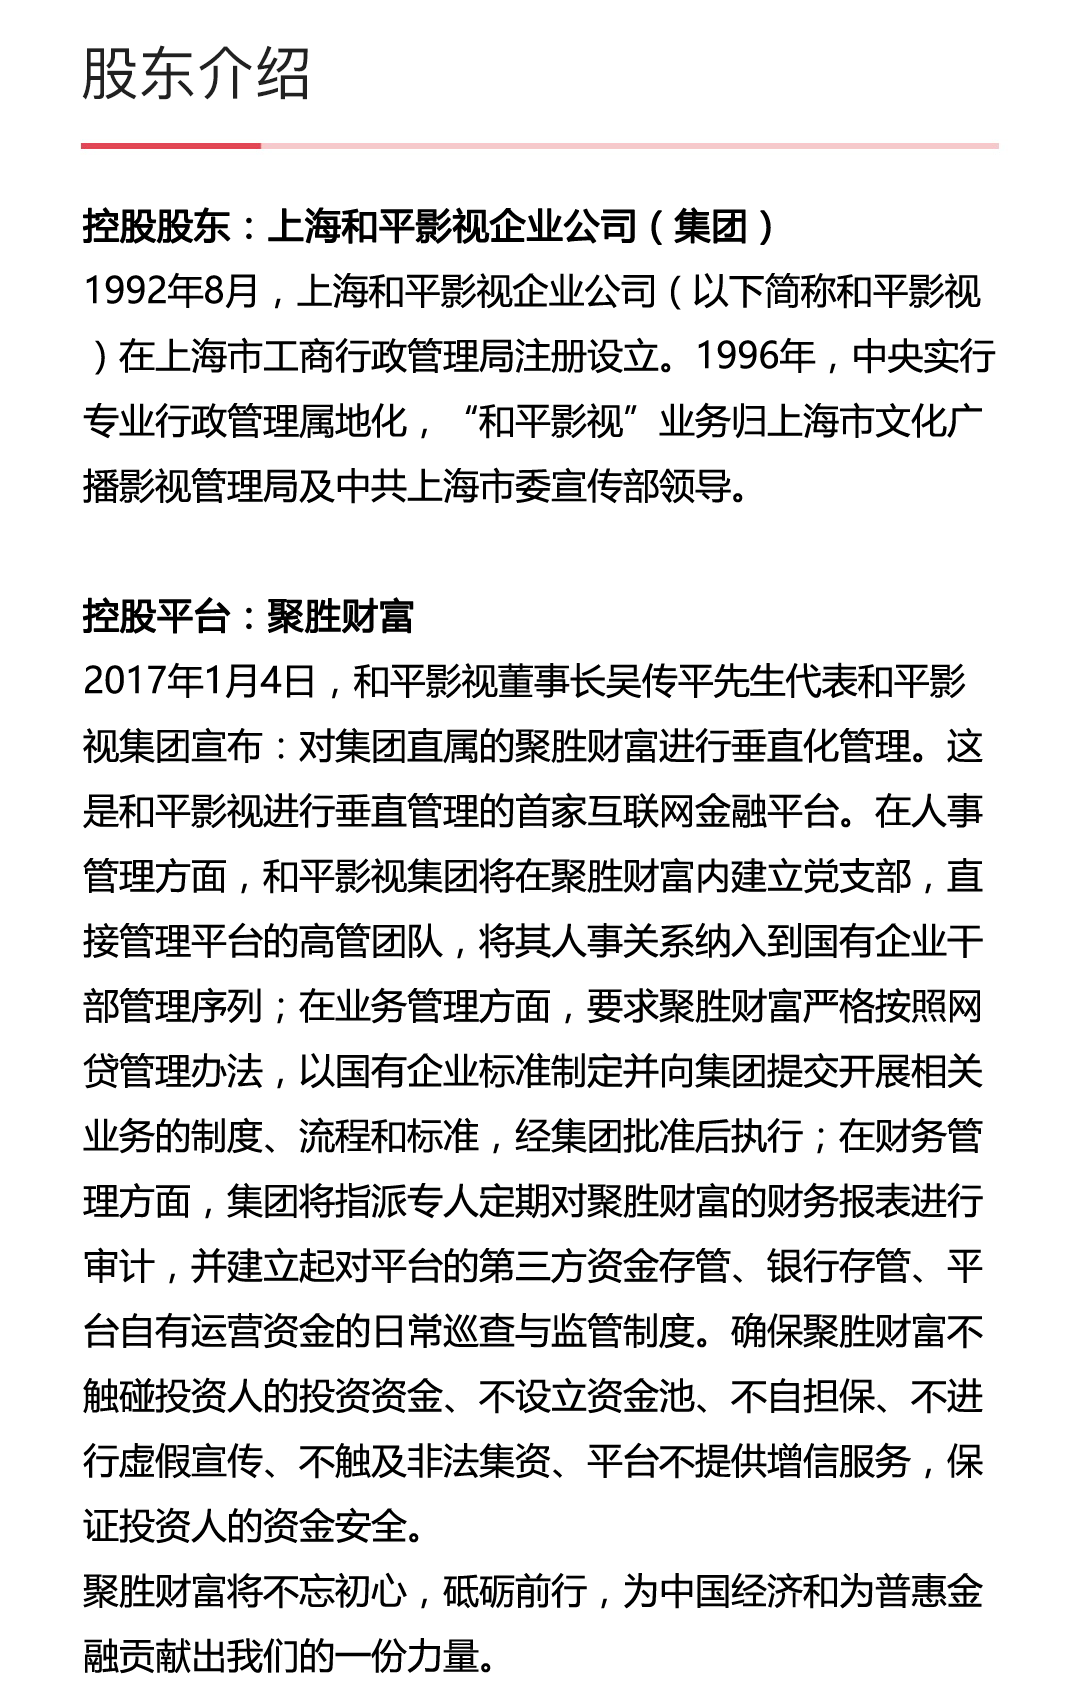 股东介绍
控股股东：上海和平影视企业公司（集团）
1992年8月，上海和平影视企业公司（以下简称和平影视
）在上海市工商行政管理局注册设立。1996年，中央实行
专业行政管理属地化，“和平影视”业务归上海市文化广
播影视管理局及中共上海市委宣传部领导。
控股平台：聚胜财富
2017年1月4日，和平影视董事长吴传平先生代表和平影
视集团宣布：对集团直属的聚胜财富进行垂直化管理。这
是和平影视进行垂直管理的首家互联网金融平台。在人事
管理方面，和平影视集团将在聚胜财富内建立党支部，直
接管理平台的高管团队，将其人事关系纳入到国有企业干
部管理序列；在业务管理方面，要求聚胜财富严格按照网
贷管理办法，以国有企业标准制定并向集团提交开展相关
业务的制度、流程和标准，经集团批准后执行；在财务管
理方面，集团将指派专人定期对聚胜财富的财务报表进行
审计，并建立起对平台的第三方资金存管、银行存管、平
台自有运营资金的日常巡查与监管制度。确保聚胜财富不
触碰投资人的投资资金、不设立资金池、不自担保、不进
行虚假宣传、不触及非法集资、平台不提供增信服务，保
证投资人的资金安全。
聚胜财富将不忘初心，砥砺前行，为中国经济和为普惠金
融贡献出我们的一份力量。